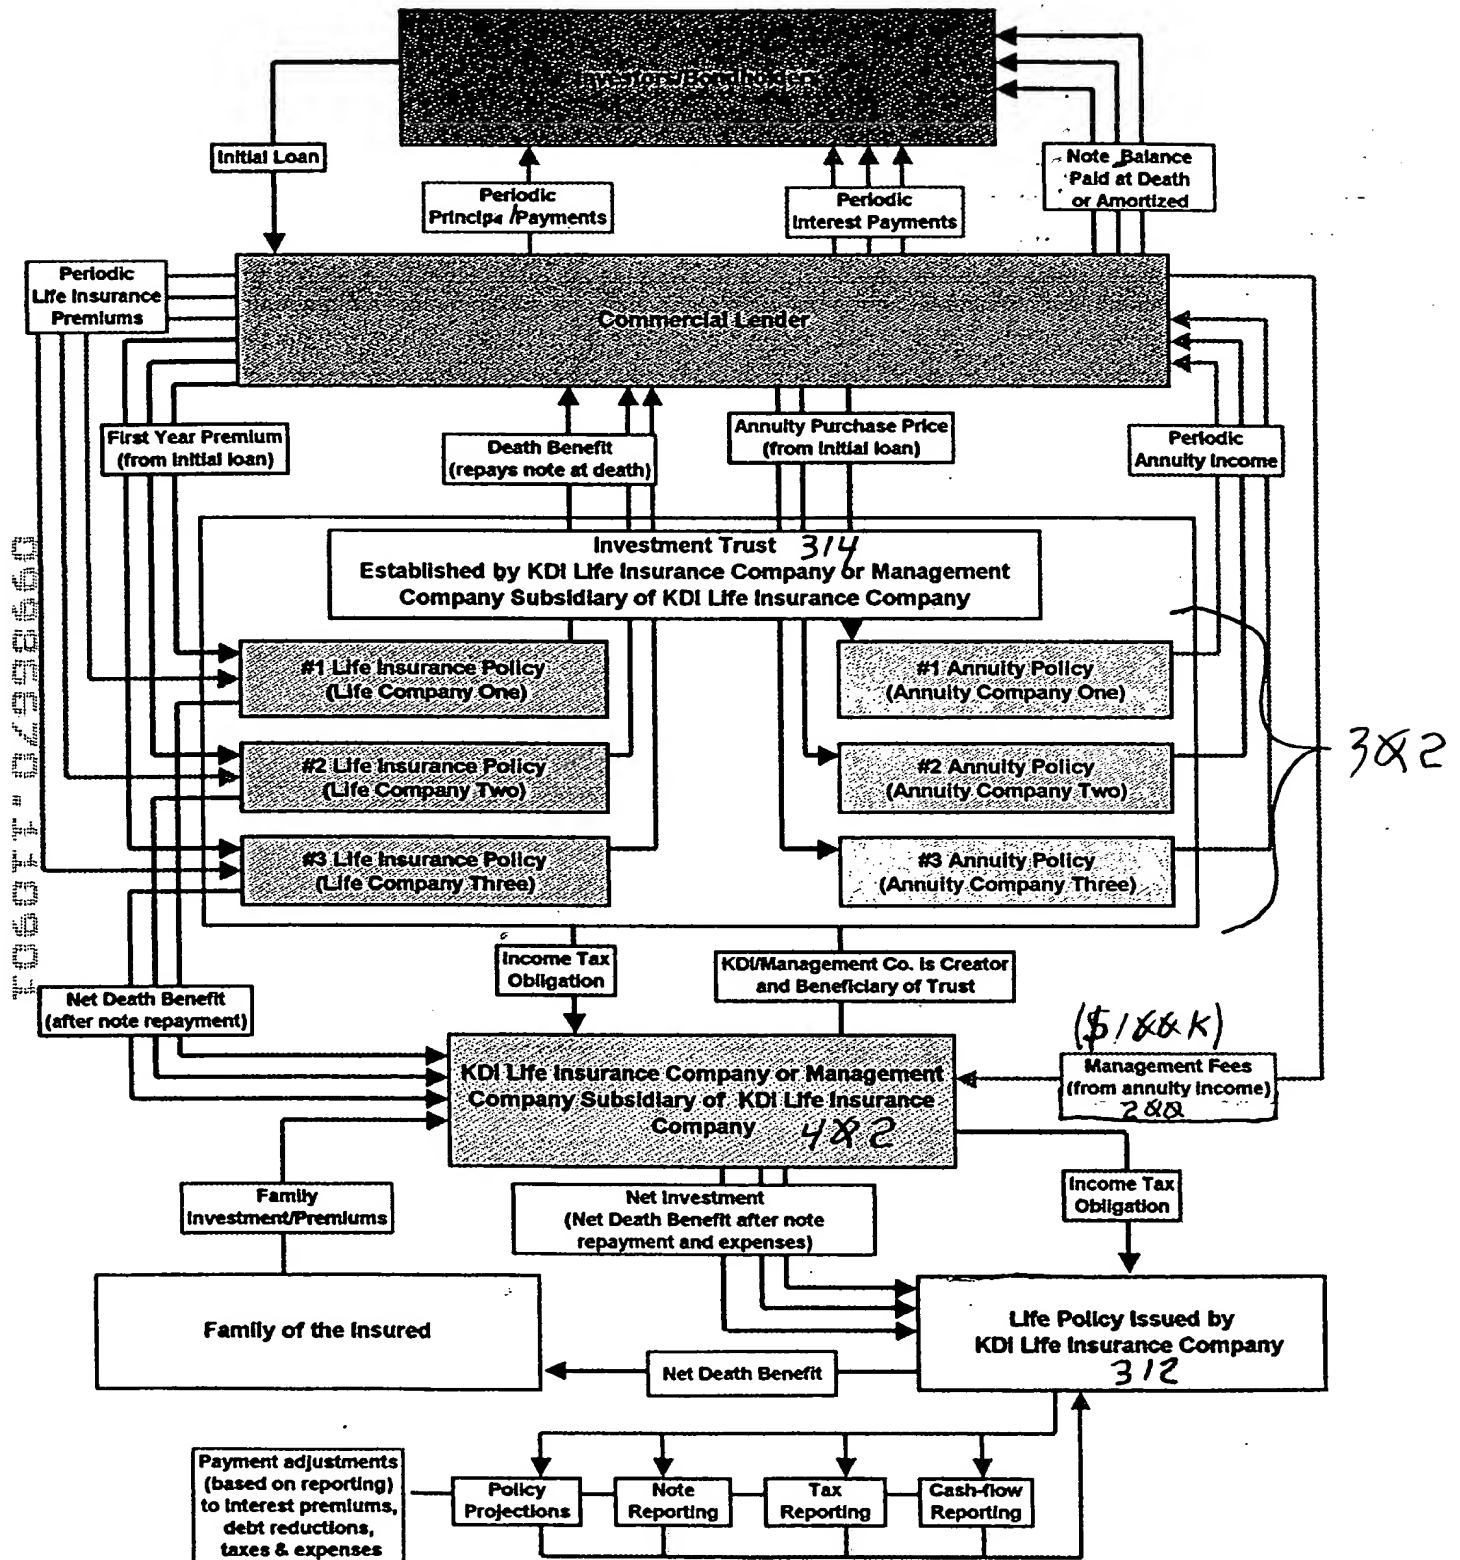 Investors/Bondholders
Initial Loan
Periodic
Principal Payments
Periodic
Interest Payments
Note Balance
Paid at Death
or Amortized
Periodic
Life Insurance
Premiums
Commercial Lender
First Year Premium
(from initial loan)
Death Benefit
(repays note at death)
Annuity Purchase Price
(from initial loan)
Periodic
Annuity Income
Investment Trust 314
Established by KDI Life Insurance Company or Management
Company Subsidiary of KDI Life Insurance Company
#1 Life Insurance Policy
(Life Company One)
#1 Annuity Policy
(Annuity Company One)
302
#2 Life Insurance Policy
(Life Company Two)
#2 Annuity Policy
(Annuity Company Two)
#3 Life Insurance Policy
(Life Company Three)
#3 Annuity Policy
(Annuity Company Three)
Income Tax
Obligation
KDI/Management Co. is Creator
and Beneficiary of Trust
Net Death Benefit
(after note repayment)
($100K)
Management Fees
(from annuity income)
200
KDI Life Insurance Company or Management
Company Subsidiary of KDI Life Insurance
Company 402
Family
Investment/Premiums
Net Investment
(Net Death Benefit after note
repayment and expenses)
Income Tax
Obligation
Family of the Insured
Life Policy Issued by
KDI Life Insurance Company
312
Net Death Benefit
Payment adjustments
(based on reporting)
to interest premiums,
debt reductions,
taxes & expenses
Policy
Projections
Note
Reporting
Tax
Reporting
Cash-flow
Reporting